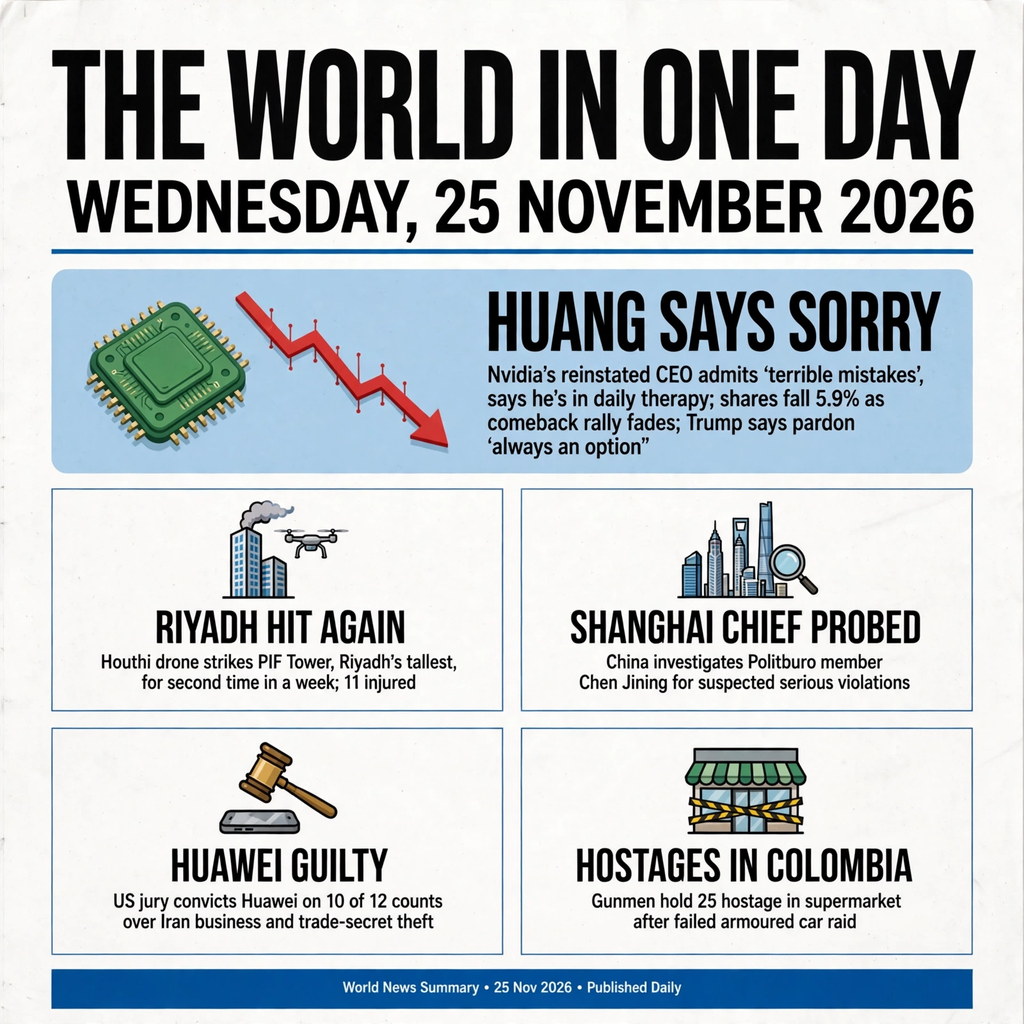 THE WORLD IN ONE DAY
WEDNESDAY, 25 NOVEMBER 2026
HUANG SAYS SORRY
Nvidia's reinstated CEO admits ‘terrible mistakes’,
says he's in daily therapy; shares fall 5.9% as
comeback rally fades; Trump says pardon
‘always an option”
RIYADH HIT AGAIN
Houthi drone strikes PIF Tower, Riyadh's tallest,
for second time in a week; 11 injured
SHANGHAI CHIEF PROBED
China investigates Politburo member
Chen Jining for suspected serious violations
HUAWEI GUILTY
US jury convicts Huawei on 10 of 12 counts
over Iran business and trade-secret theft
HOSTAGES IN COLOMBIA
Gunmen hold 25 hostage in supermarket
after failed armoured car raid
World News Summary • 25 Nov 2026 • Published Daily